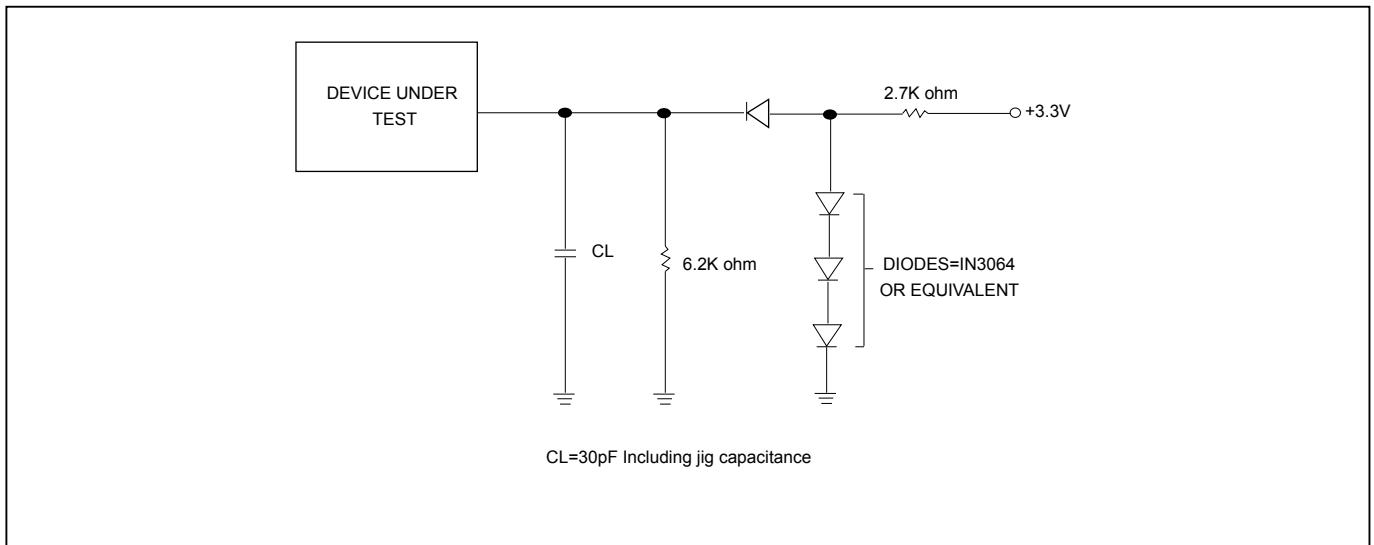 DEVICE UNDER
TEST
2.7K ohm
+3.3V
CL
6.2K ohm
DIODES=IN3064
OR EQUIVALENT
CL=30pF Including jig capacitance